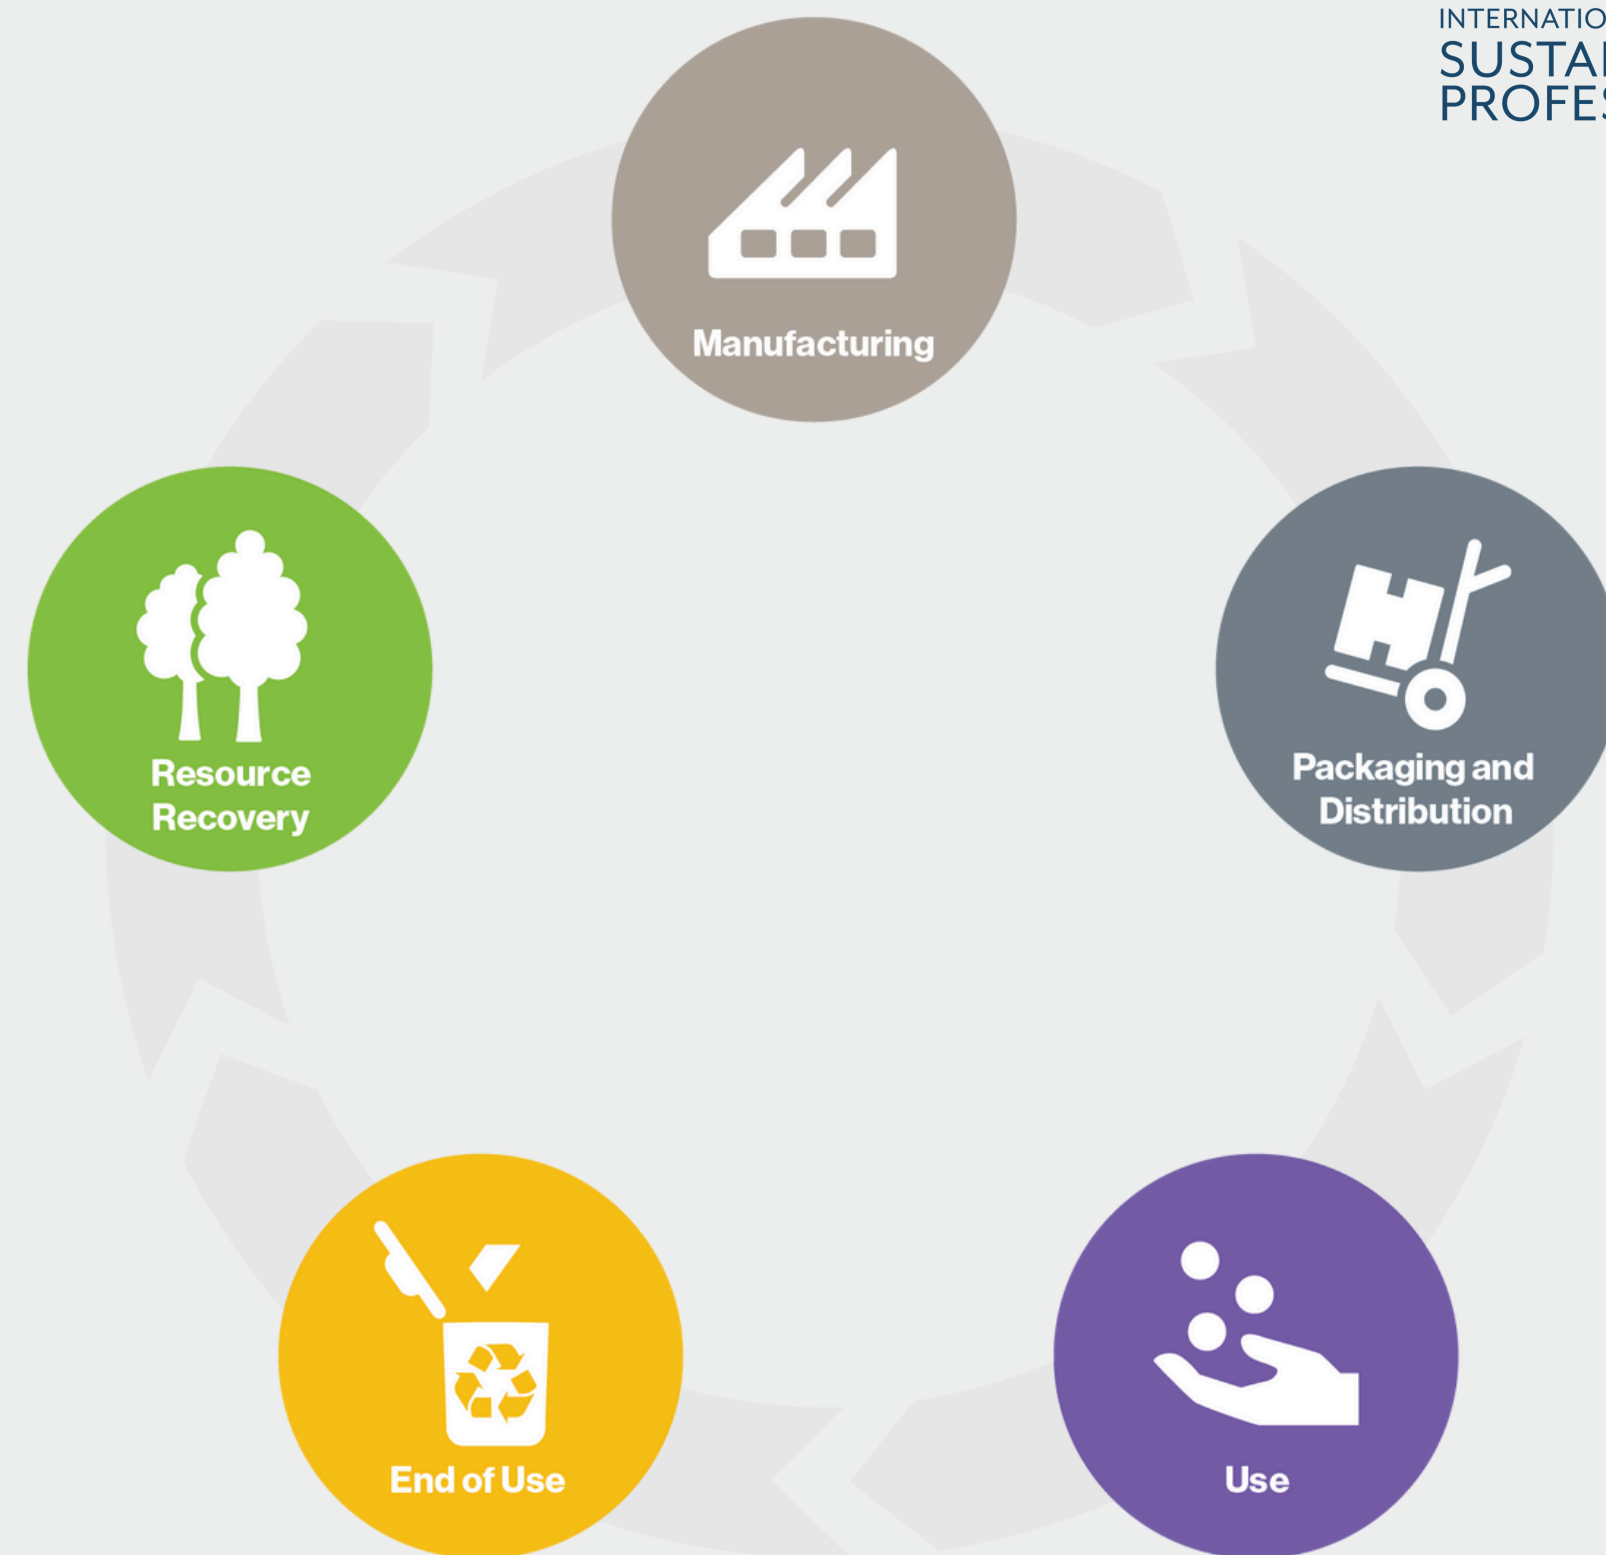 INTERNATIO
SUSTAI
PROFES
Manufacturing
Packaging and
Distribution
Use
End of Use
Resource
Recovery